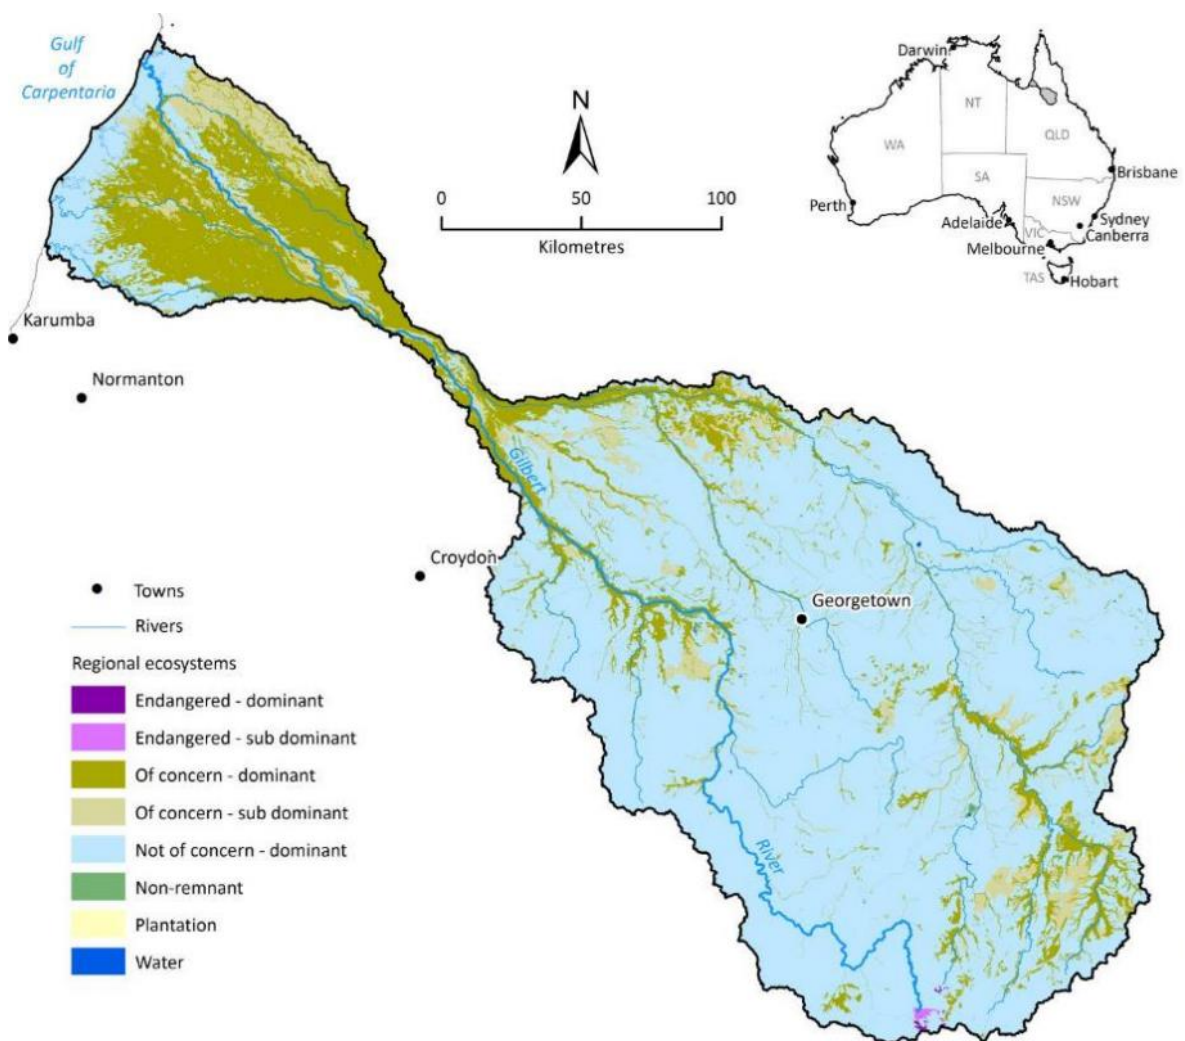 Gulf
of
Carpentaria
N
0 50 100
Kilometres
Darwin
NT
WA
QLD
SA
Brisbane
NSW
Perth
Adelaide
Sydney
VIC
Canberra
Melbourne
TAS
Hobart
Karumba
Normanton
Gilbert
Croydon
Georgetown
River
Towns
Rivers
Regional ecosystems
Endangered - dominant
Endangered - sub dominant
Of concern - dominant
Of concern - sub dominant
Not of concern - dominant
Non-remnant
Plantation
Water